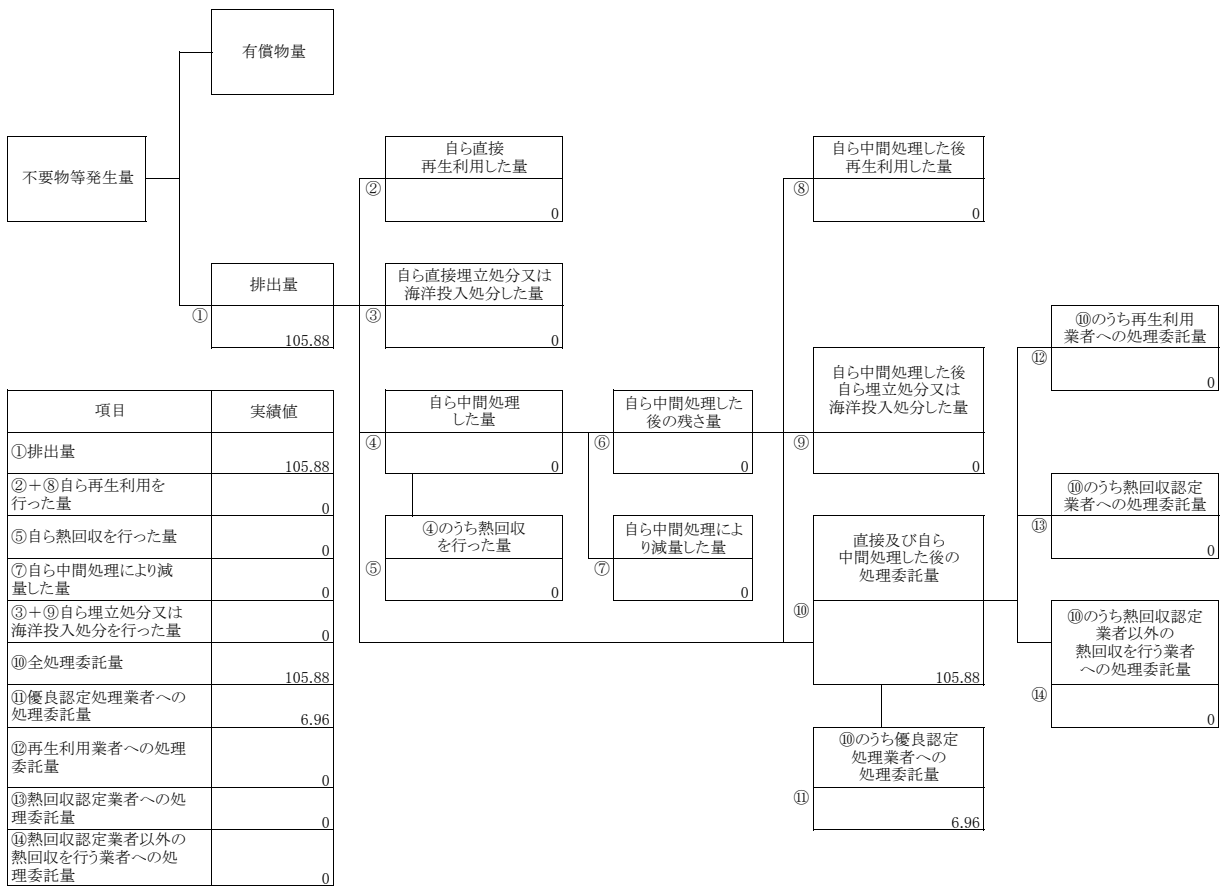 有償物量
不要物等発生量
自ら直接
再生利用した量
②
0
自ら中間処理した後
再生利用した量
⑧
0
排出量
①
105.88
自ら直接埋立処分又は
海洋投入処分した量
③
0
⑩のうち再生利用
業者への処理委託量
⑫
0
自ら中間処理
した量
④
0
自ら中間処理した
後の残さ量
⑥
0
自ら中間処理した後
自ら埋立処分又は
海洋投入処分した量
⑨
0
⑩のうち熱回収認定
業者への処理委託量
⑬
0
④のうち熱回収
を行った量
⑤
0
自ら中間処理によ
り減量した量
⑦
0
直接及び自ら
中間処理した後の
処理委託量
⑩
105.88
⑩のうち熱回収認定
業者以外の
熱回収を行う業者
への処理委託量
⑭
0
⑩のうち優良認定
処理業者への
処理委託量
⑪
6.96
項目 実績値
①排出量
105.88
②+⑧自ら再生利用を
行った量
0
⑤自ら熱回収を行った量
0
⑦自ら中間処理により減
量した量
0
③+⑨自ら埋立処分又は
海洋投入処分を行った量
0
⑩全処理委託量
105.88
⑪優良認定処理業者への
処理委託量
6.96
⑫再生利用業者への処理
委託量
0
⑬熱回収認定業者への処
理委託量
0
⑭熱回収認定業者以外の
熱回収を行う業者への処
理委託量
0